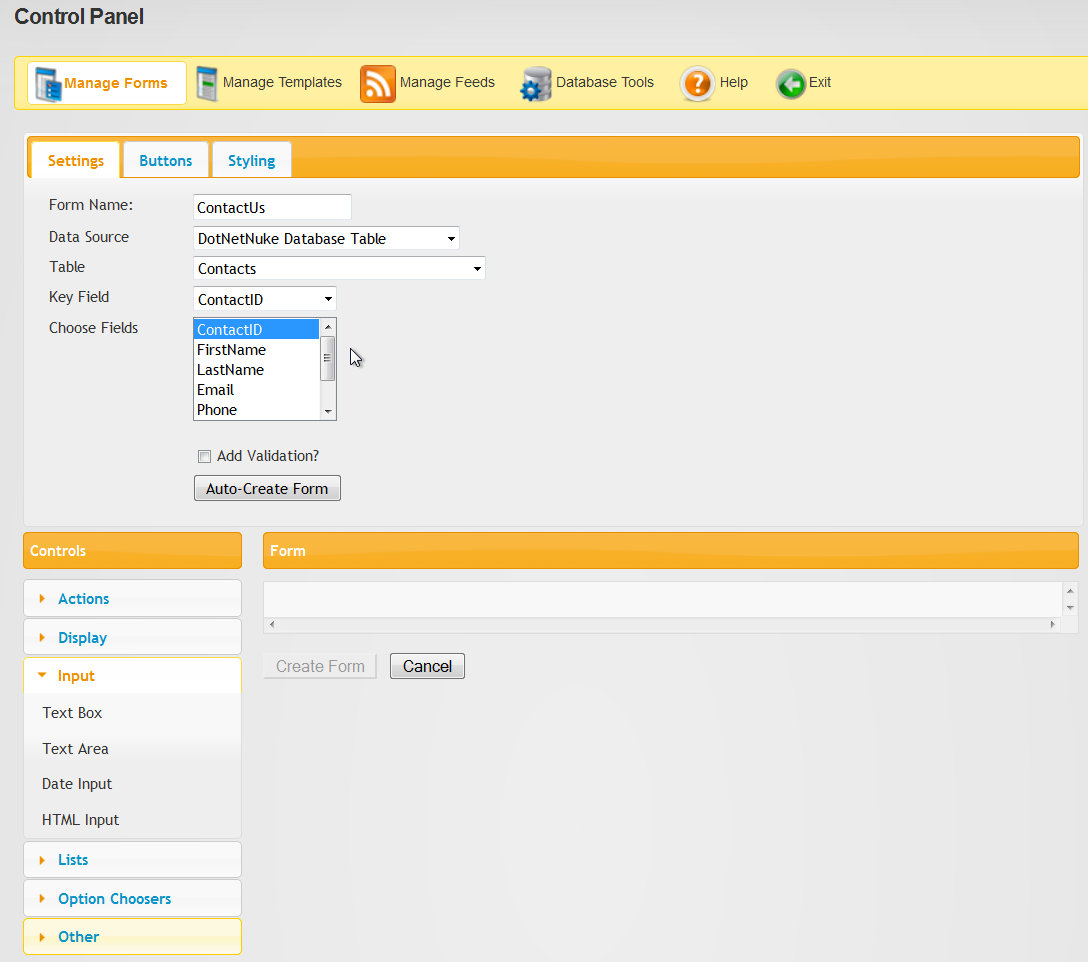 Control Panel
Manage Forms Manage Templates Manage Feeds Database Tools Help Exit
Settings Buttons Styling
Form Name: ContactUs
Data Source DotNetNuke Database Table
Table Contacts
Key Field ContactID
Choose Fields ContactID
FirstName
LastName
Email
Phone
Add Validation?
Auto-Create Form
Controls
Actions
Display
Input
Text Box
Text Area
Date Input
HTML Input
Lists
Option Choosers
Other
Form
Create Form Cancel